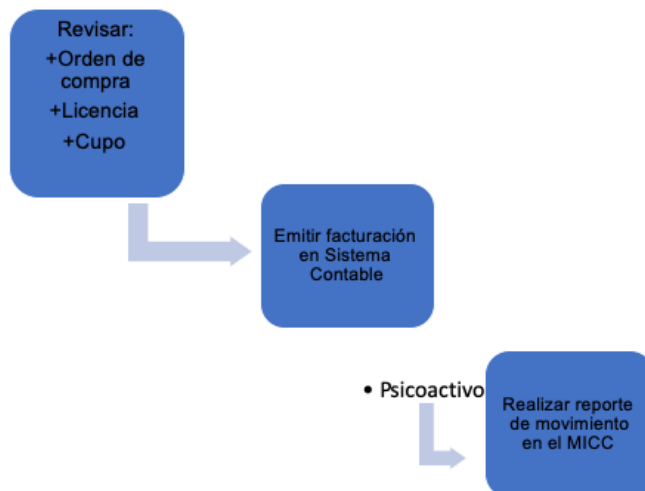 Revisar:
+Orden de
compra
+Licencia
+Cupo
Emitir facturación
en Sistema
Contable
• Psicoactivo
Realizar reporte
de movimiento
en el MICC